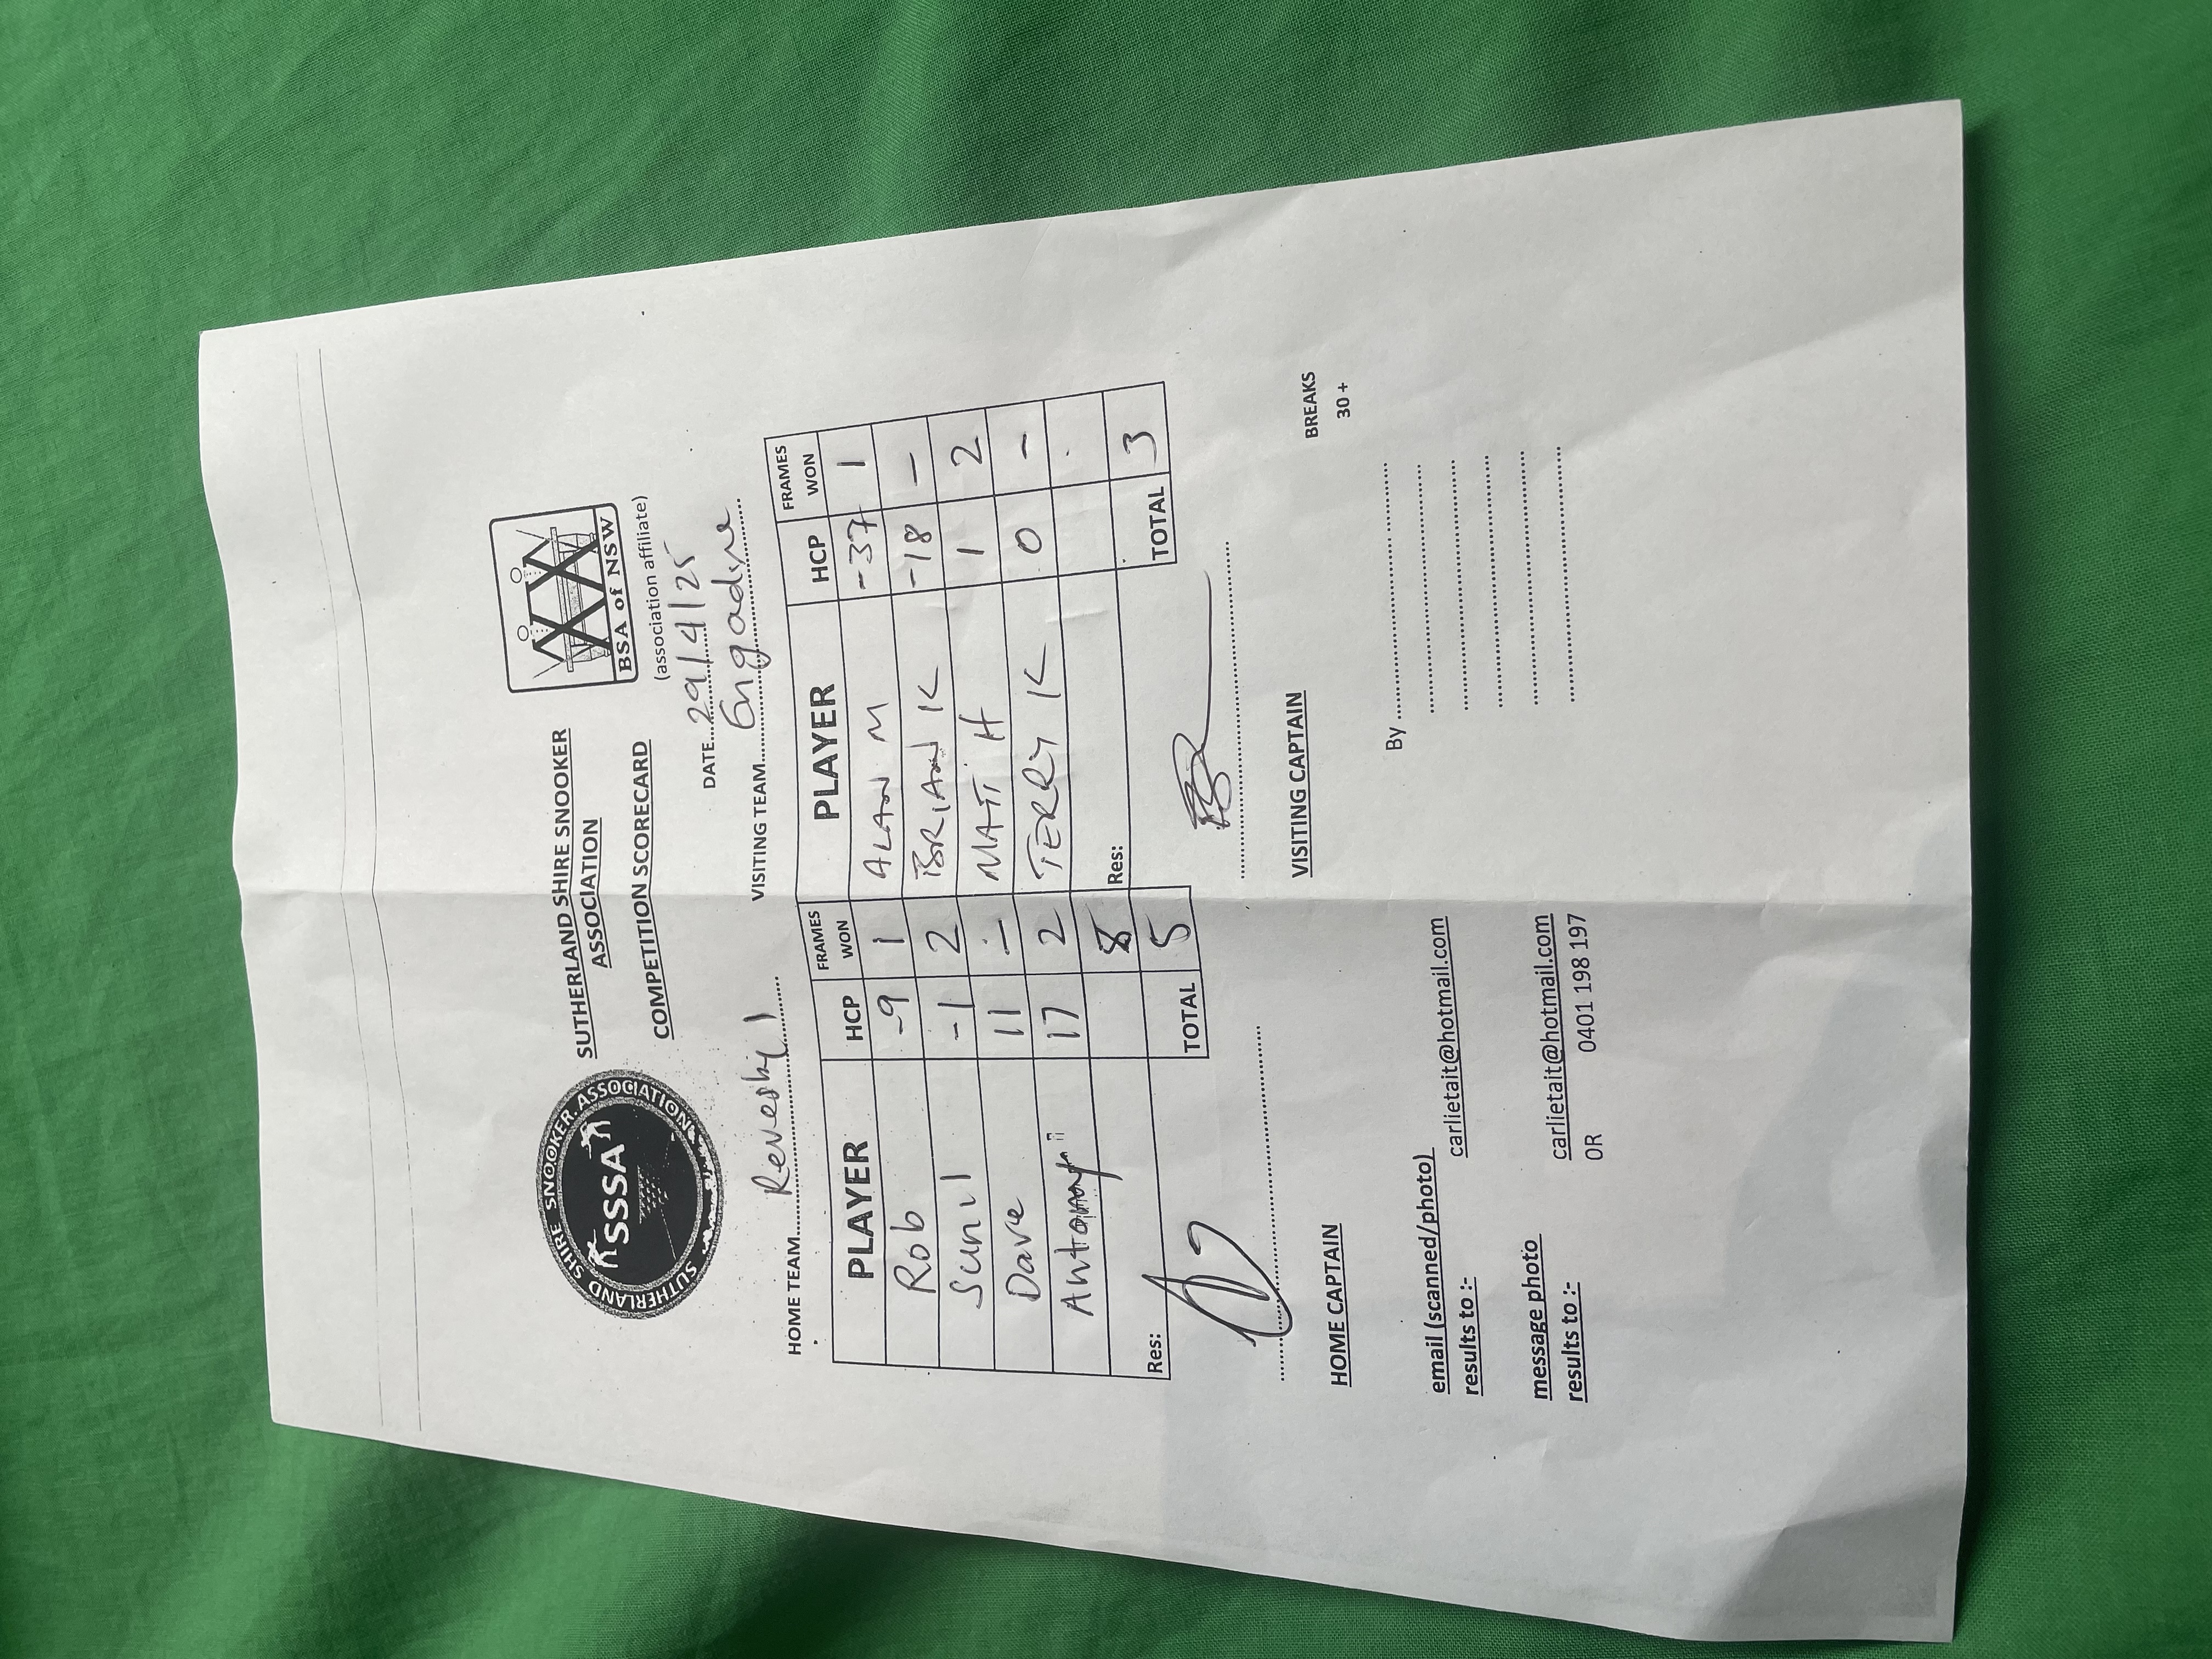 SUTHERLAND SHIRE SNOOKER ASSOCIATION
SSSA
SUTHERLAND SHIRE SNOOKER
ASSOCIATION
COMPETITION SCORECARD
BSA of NSW
(association affiliate)
DATE 29/4/25
HOME TEAM Revesby 1 VISITING TEAM Engadine
PLAYER HCP FRAMES WON PLAYER HCP FRAMES WON
Rob -9 1 ALAN M -37 1
Sunil -1 2 BRIAN K -18 -
Dave 11 - MATT H 1 2
Antony 17 2 TERRY K 0 -
Res: Res:
TOTAL 5 TOTAL 3
HOME CAPTAIN VISITING CAPTAIN
BREAKS
30 +
email (scanned/photo)
results to :- carlietait@hotmail.com
By
message photo
results to :- carlietait@hotmail.com
OR 0401 198 197